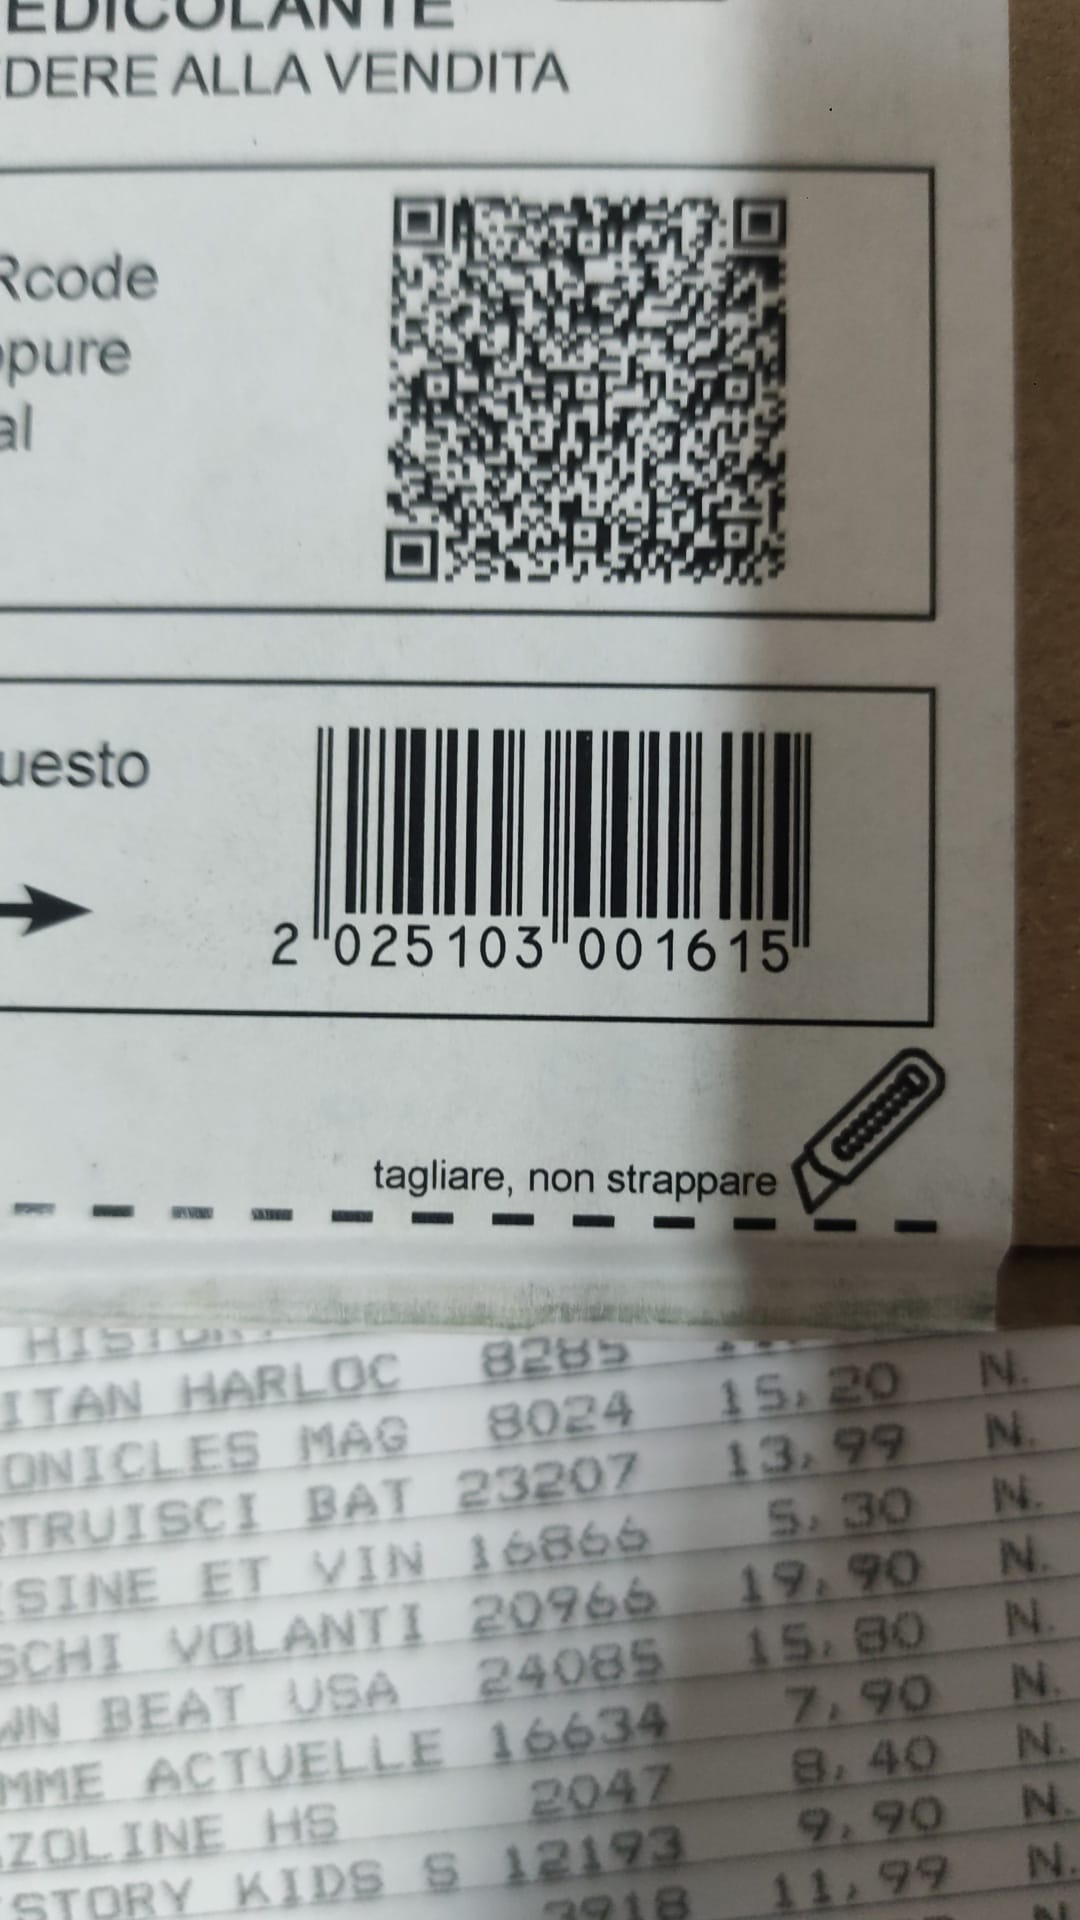 EDICOLANTE
DERE ALLA VENDITA
Rcode
ppure
al
uesto
2 025103 001615
tagliare, non strappare
8285
ITAN HARLOC 8024 15,20 N.
ONICLES MAG 23207 13,99 N.
TRUISCI BAT 16866 5,30 N.
SINE ET VIN 20966 19,90 N.
SCHI VOLANTI 24085 15,80 N.
WN BEAT USA 16634 7,90 N.
MME ACTUELLE 2047 8,40 N.
ZOLINE HS 12193 9,90 N.
STORY KIDS S 3918 11,99 N.